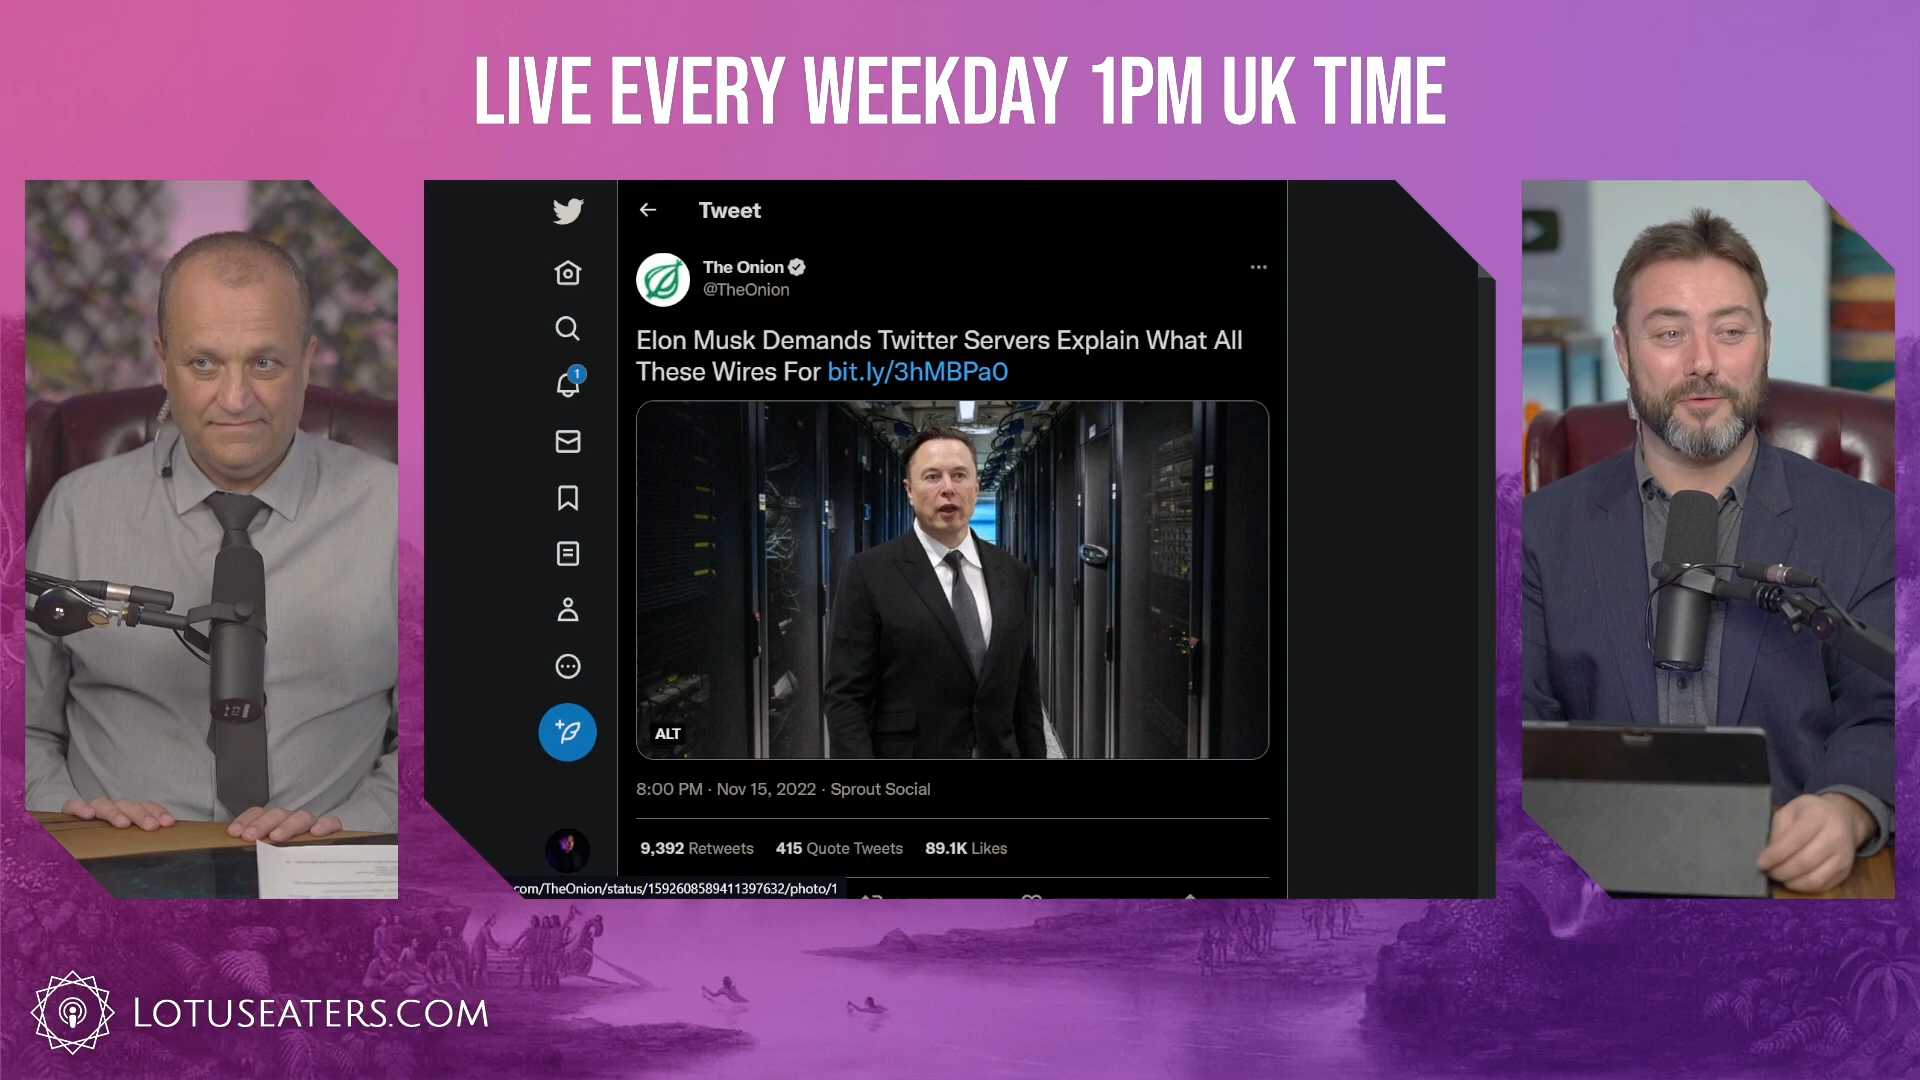 LIVE EVERY WEEKDAY 1PM UK TIME
Tweet
The Onion
@TheOnion
Elon Musk Demands Twitter Servers Explain What All
These Wires For bit.ly/3hMBPaO
1
ALT
8:00 PM · Nov 15, 2022 · Sprout Social
9,392 Retweets 415 Quote Tweets 89.1K Likes
com/TheOnion/status/1592608589411397632/photo/1
LOTUSEATERS.COM